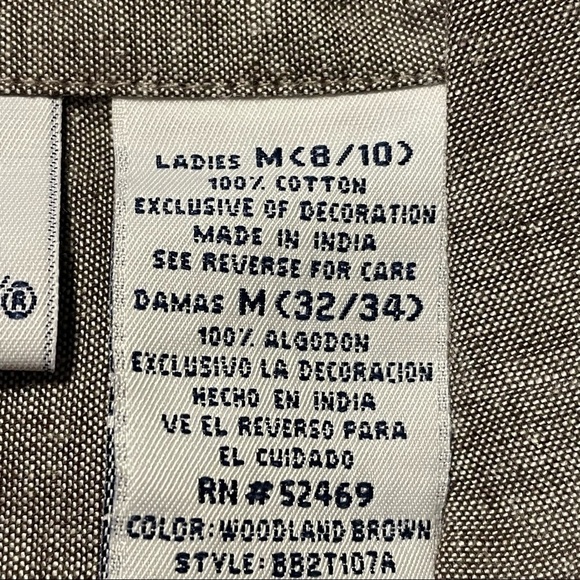 LADIES M(8/10)
100% COTTON
EXCLUSIVE OF DECORATION
MADE IN INDIA
SEE REVERSE FOR CARE
DAMAS M(32/34)
100% ALGODON
EXCLUSIVO LA DECORACION
HECHO EN INDIA
VE EL REVERSO PARA
EL CUIDADO
RN#52469
COLOR:WOODLAND BROWN
STYLE:BB2T107A
®